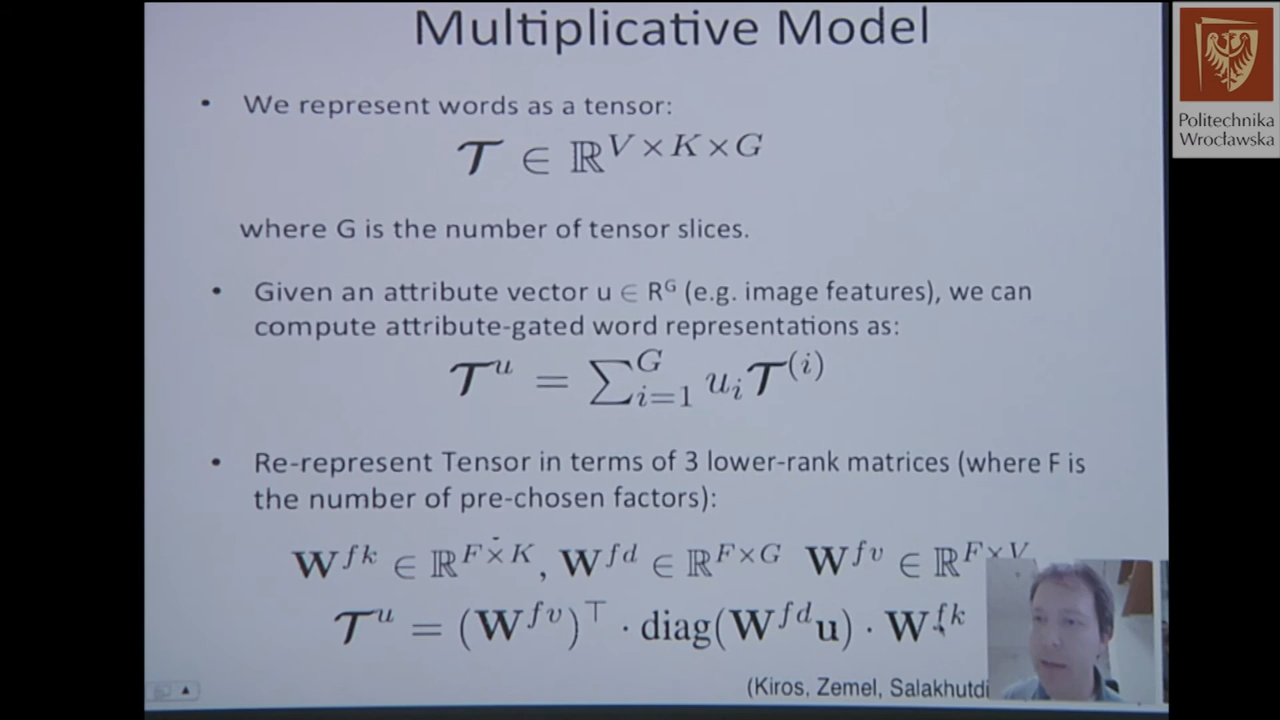 Multiplicative Model
• We represent words as a tensor:
𝓣 ∈ ℝ^{V×K×G}
where G is the number of tensor slices.
• Given an attribute vector u ∈ R^G (e.g. image features), we can
compute attribute-gated word representations as:
𝓣^u = ∑_{i=1}^{G} u_i 𝓣^{(i)}
• Re-represent Tensor in terms of 3 lower-rank matrices (where F is
the number of pre-chosen factors):
W^{fk} ∈ ℝ^{F×K}, W^{fd} ∈ ℝ^{F×G} W^{fv} ∈ ℝ^{F×V}
𝓣^u = (W^{fv})^⊤ · diag(W^{fd}u) · W^{fk}
(Kiros, Zemel, Salakhutdi
Politechnika
Wrocławska